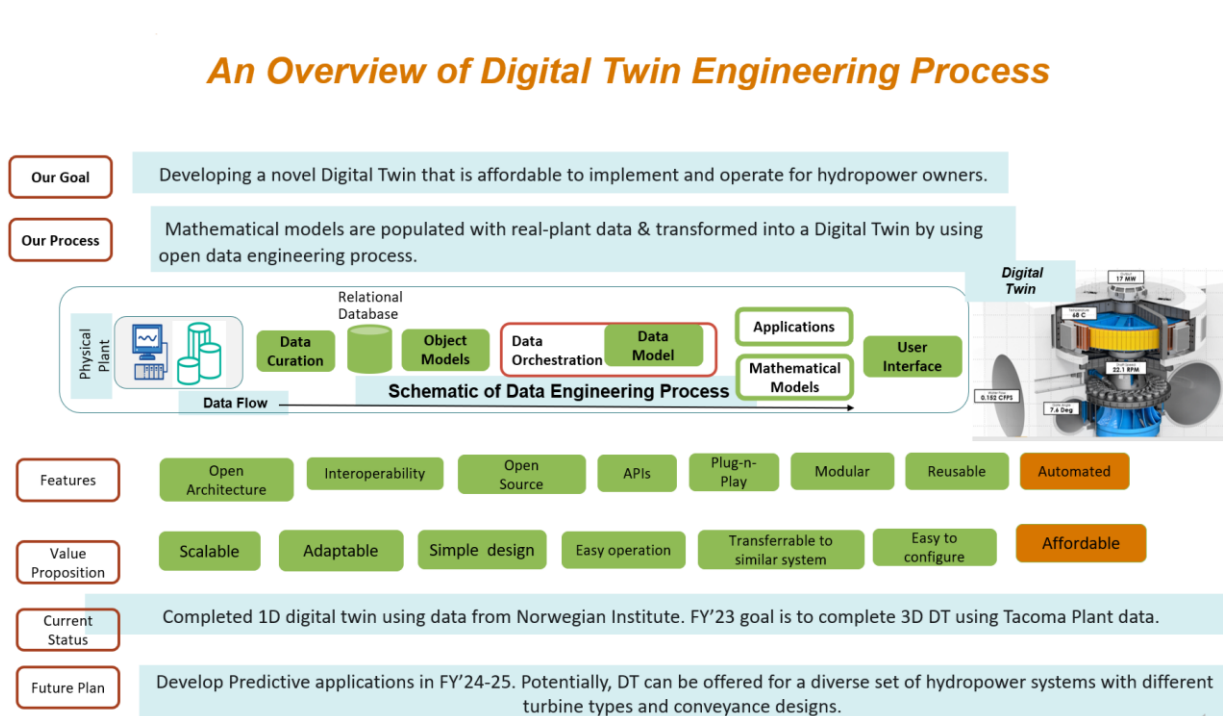 An Overview of Digital Twin Engineering Process
Our Goal
Developing a novel Digital Twin that is affordable to implement and operate for hydropower owners.
Our Process
Mathematical models are populated with real-plant data & transformed into a Digital Twin by using
open data engineering process.
Physical
Plant
Data
Curation
Relational
Database
Object
Models
Data
Orchestration
Data
Model
Applications
Mathematical
Models
User
Interface
Schematic of Data Engineering Process
Data Flow
Digital
Twin
17 MW
68 C
22.1 RPM
0.152 CFPS
7.6 Deg
Features
Open
Architecture
Interoperability
Open
Source
APIs
Plug-n-
Play
Modular
Reusable
Automated
Value
Proposition
Scalable
Adaptable
Simple design
Easy operation
Transferrable to
similar system
Easy to
configure
Affordable
Current
Status
Completed 1D digital twin using data from Norwegian Institute. FY’23 goal is to complete 3D DT using Tacoma Plant data.
Future Plan
Develop Predictive applications in FY’24-25. Potentially, DT can be offered for a diverse set of hydropower systems with different
turbine types and conveyance designs.